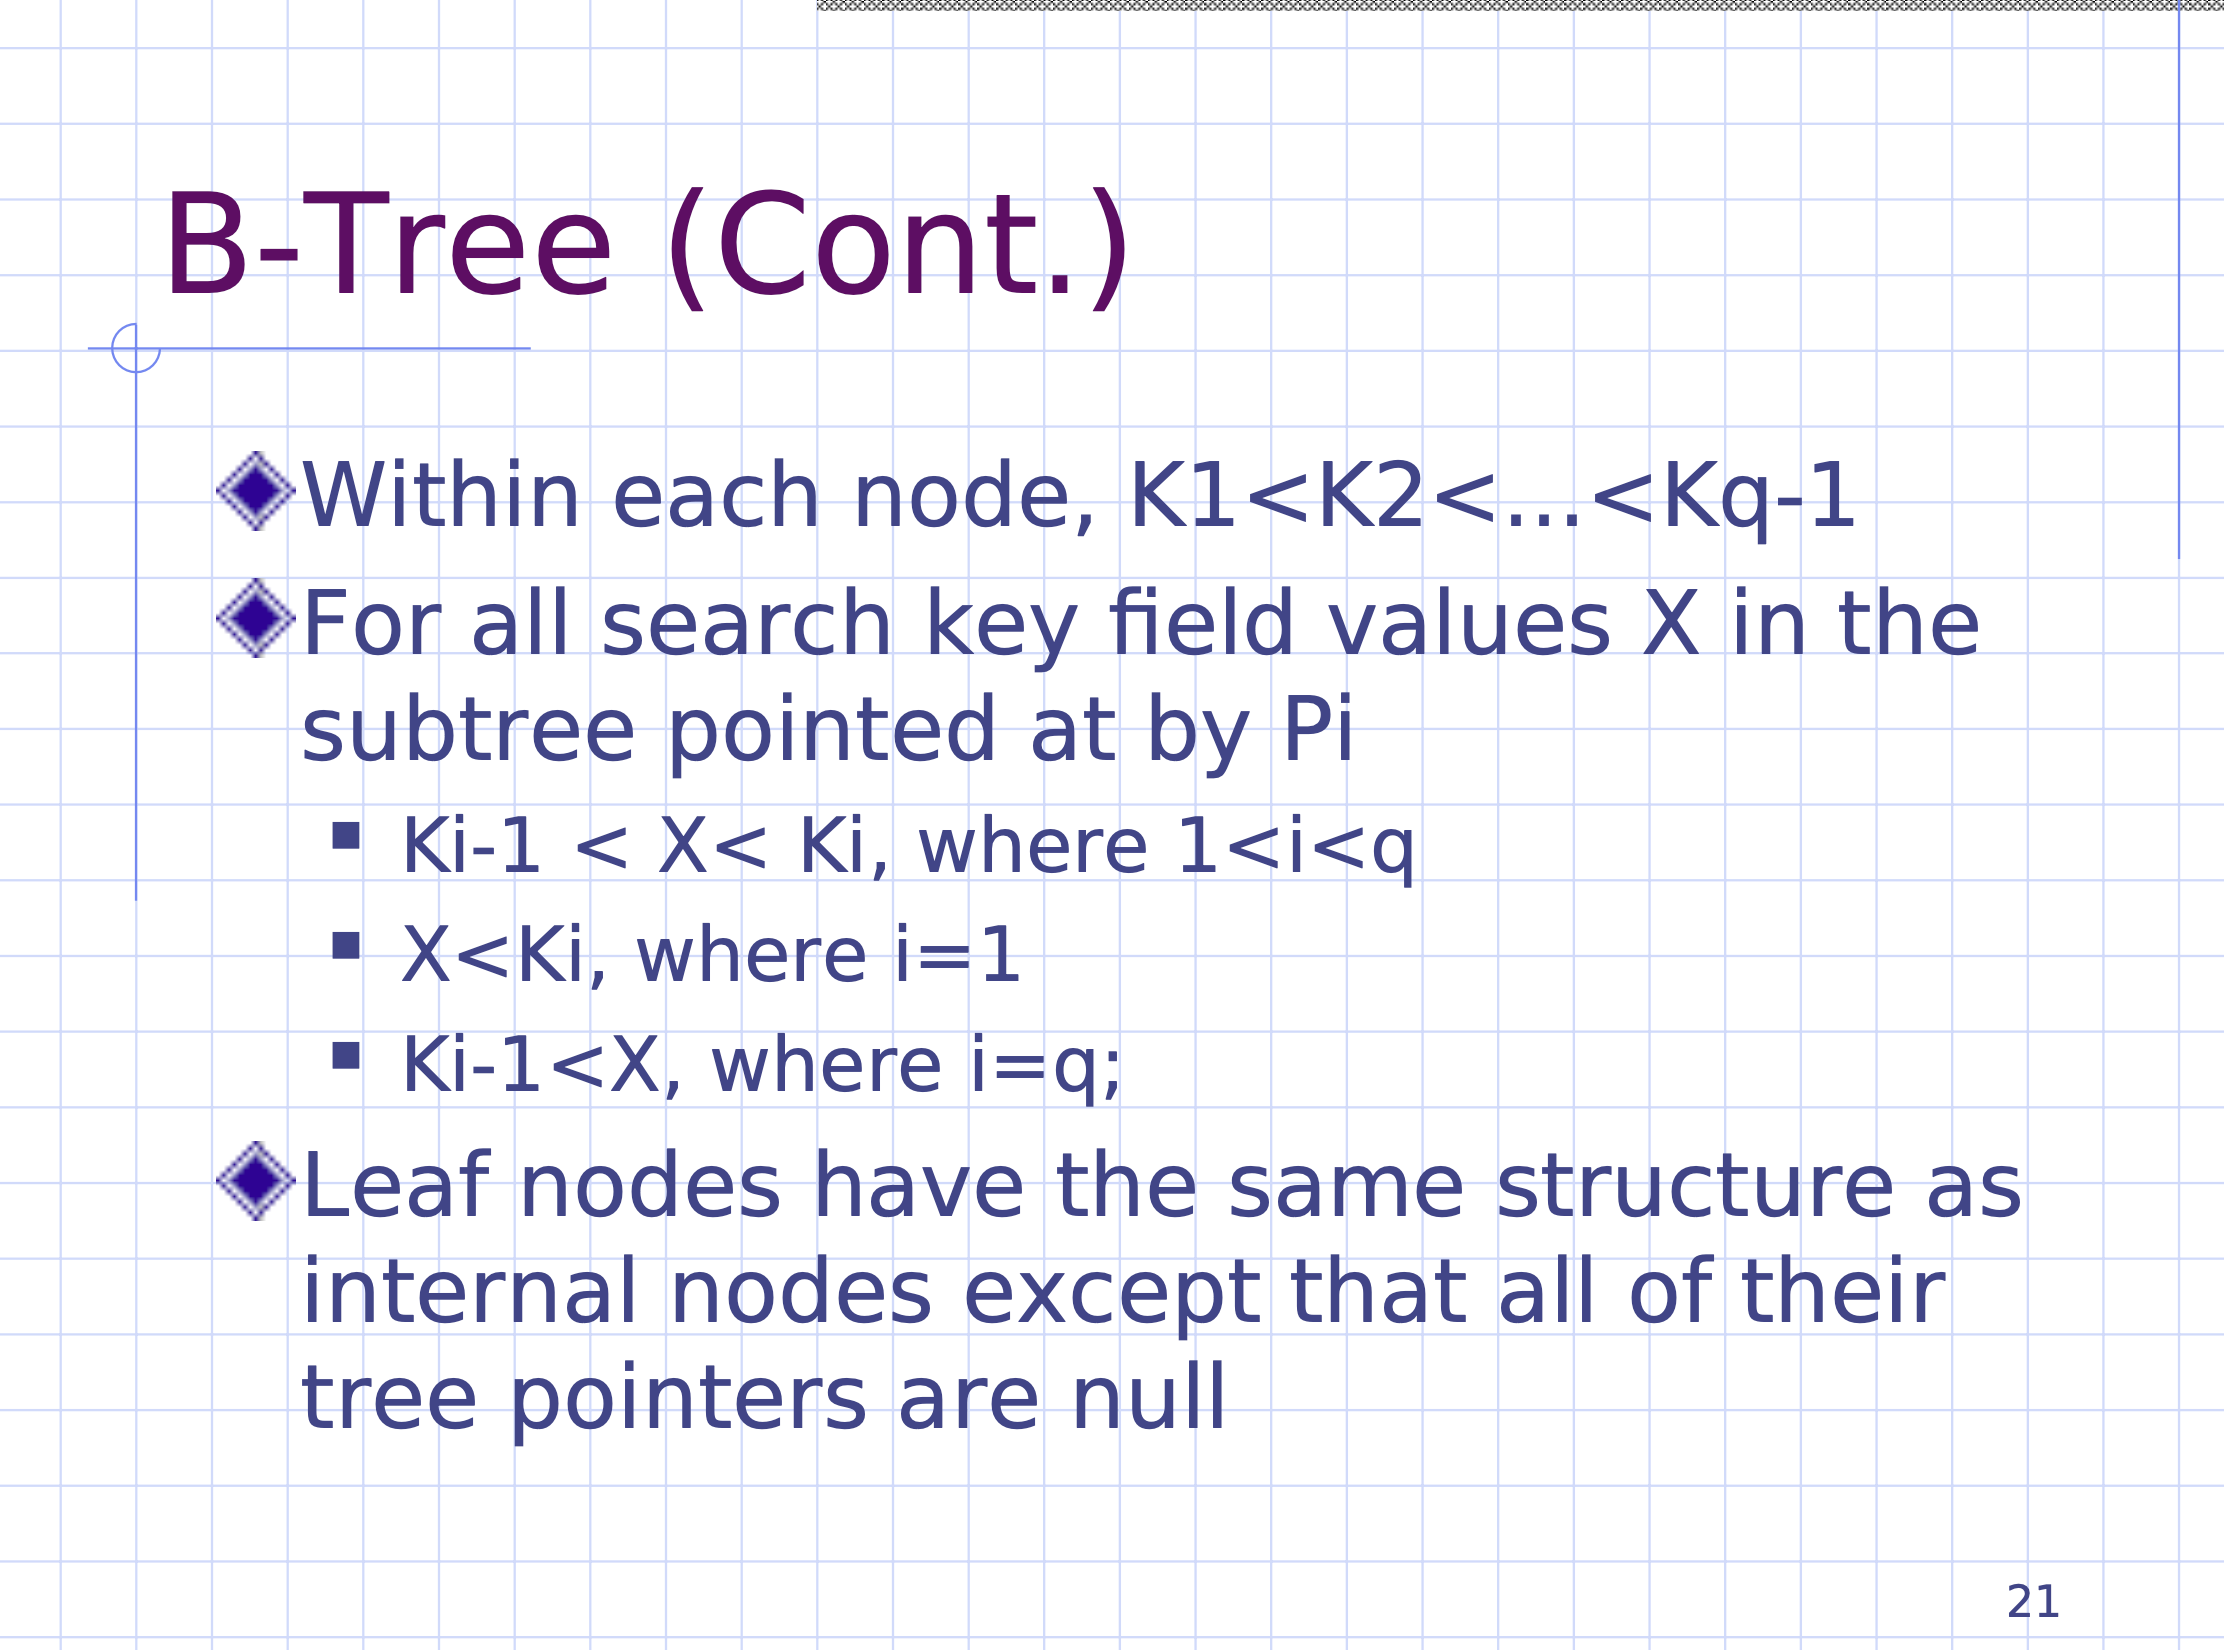 B-Tree (Cont.)
Within each node, K1<K2<...<Kq-1
For all search key field values X in the
subtree pointed at by Pi
Ki-1 < X< Ki, where 1<i<q
X<Ki, where i=1
Ki-1<X, where i=q;
Leaf nodes have the same structure as
internal nodes except that all of their
tree pointers are null
21